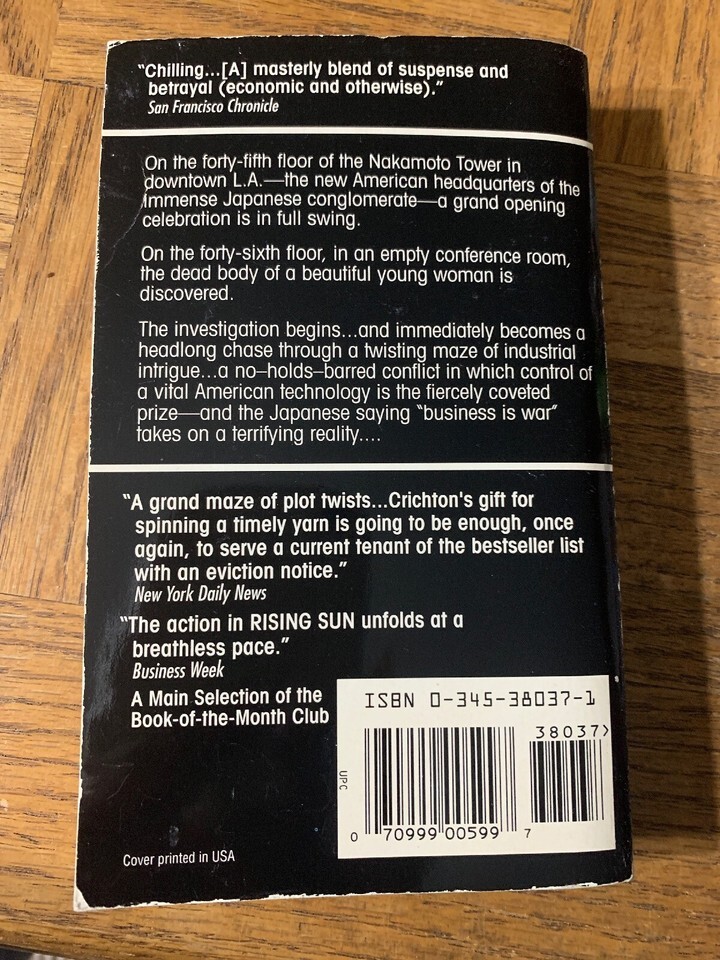 “Chilling...[A] masterly blend of suspense and
betrayal (economic and otherwise).”
San Francisco Chronicle
On the forty-fifth floor of the Nakamoto Tower in
downtown L.A.—the new American headquarters of the
immense Japanese conglomerate—a grand opening
celebration is in full swing.
On the forty-sixth floor, in an empty conference room,
the dead body of a beautiful young woman is
discovered.
The investigation begins...and immediately becomes a
headlong chase through a twisting maze of industrial
intrigue...a no–holds–barred conflict in which control of
a vital American technology is the fiercely coveted
prize—and the Japanese saying “business is war”
takes on a terrifying reality....
“A grand maze of plot twists...Crichton's gift for
spinning a timely yarn is going to be enough, once
again, to serve a current tenant of the bestseller list
with an eviction notice.”
New York Daily News
“The action in RISING SUN unfolds at a
breathless pace.”
Business Week
A Main Selection of the
Book-of-the-Month Club
ISBN 0-345-38037-1
38037>
UPC
0 70999 00599 7
Cover printed in USA